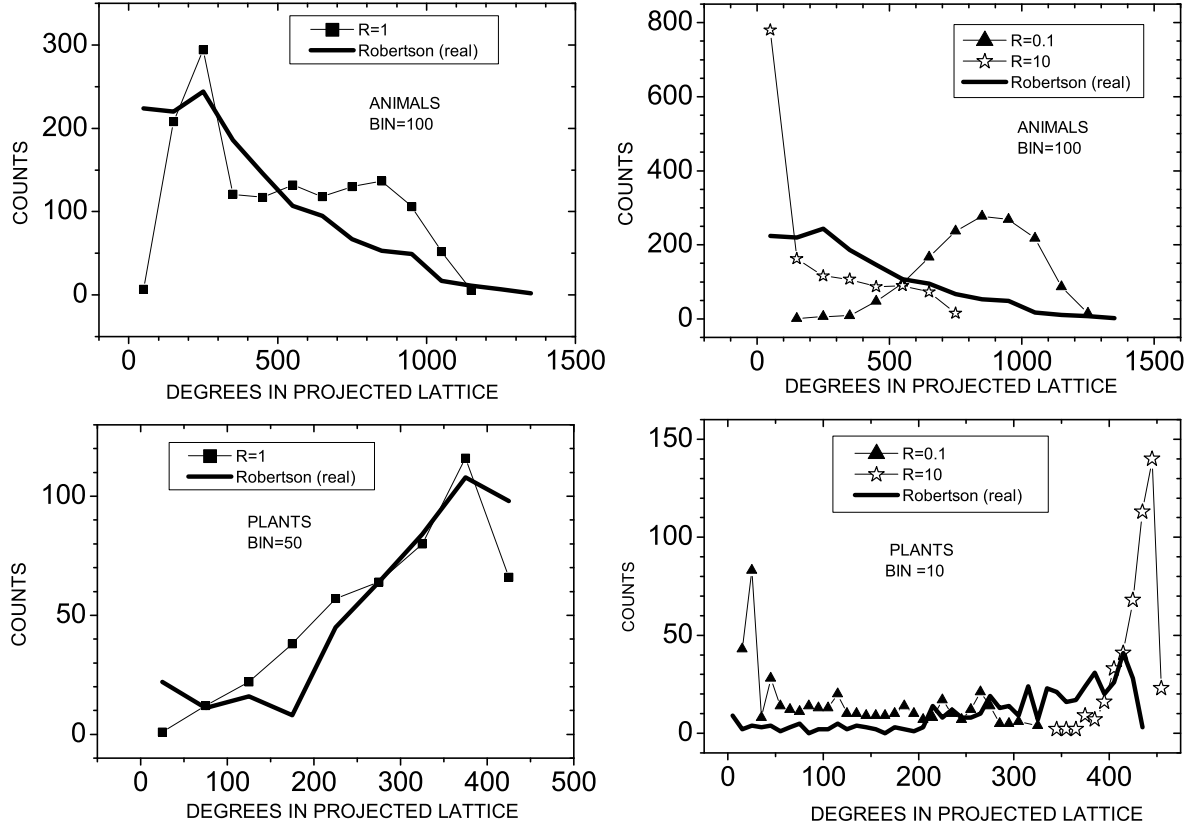 R=1
Robertson (real)
ANIMALS
BIN=100
COUNTS
300
200
100
0
0 500 1000 1500
DEGREES IN PROJECTED LATTICE
R=0.1
R=10
Robertson (real)
ANIMALS
BIN=100
COUNTS
800
600
400
200
0
0 500 1000 1500
DEGREES IN PROJECTED LATTICE
R=1
Robertson (real)
PLANTS
BIN=50
COUNTS
100
50
0
0 100 200 300 400 500
DEGREES IN PROJECTED LATTICE
R=0.1
R=10
Robertson (real)
PLANTS
BIN =10
COUNTS
150
100
50
0
0 100 200 300 400
DEGREES IN PROJECTED LATTICE